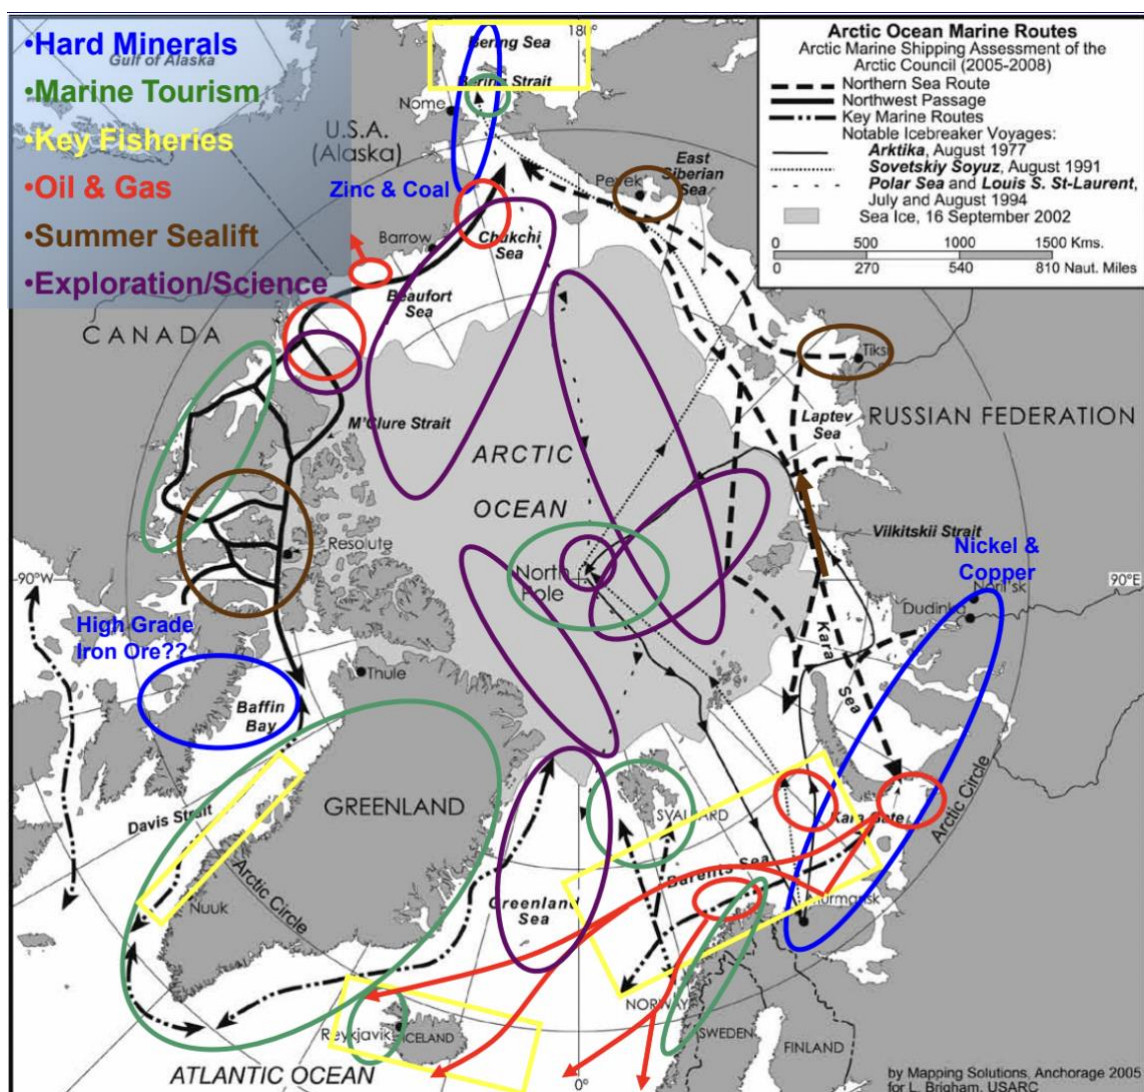 •Hard Minerals
Gulf of Alaska
•Marine Tourism
•Key Fisheries
•Oil & Gas
•Summer Sealift
•Exploration/Science
Bering Sea
180°
Bering Strait
Nome
U.S.A.
(Alaska)
Zinc & Coal
Barrow
Chukchi
Sea
Beaufort
Sea
East
Siberian
Sea
Pevek
Arctic Ocean Marine Routes
Arctic Marine Shipping Assessment of the
Arctic Council (2005-2008)
Northern Sea Route
Northwest Passage
Key Marine Routes
Notable Icebreaker Voyages:
Arktika, August 1977
Sovetskiy Soyuz, August 1991
Polar Sea and Louis S. St-Laurent,
July and August 1994
Sea Ice, 16 September 2002
0 500 1000 1500 Kms.
0 270 540 810 Naut. Miles
CANADA
M'Clure Strait
ARCTIC
OCEAN
Tiksi
Laptev
Sea
RUSSIAN FEDERATION
Resolute
North
Pole
Vilkitskii Strait
Nickel &
Copper
90°W
90°E
Noril'sk
Dudinka
High Grade
Iron Ore??
Thule
Baffin
Bay
Kara
Sea
GREENLAND
Davis Strait
SVALBARD
Kara Gate
Arctic Circle
Barents Sea
Nuuk
Arctic Circle
Greenland
Sea
Murmansk
Reykjavik
ICELAND
NORWAY
SWEDEN
FINLAND
ATLANTIC OCEAN
0°
by Mapping Solutions, Anchorage 2005
for L. Brigham, USARC